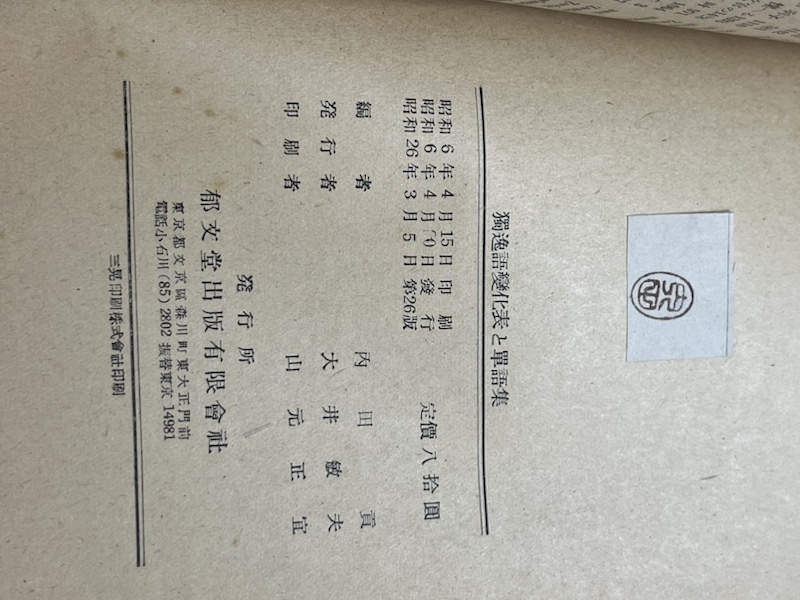 獨逸語變化表と單語集
昭和6年4月15日 印刷
昭和6年4月 發行
昭和26年3月5日 第26版
定價八拾圓
編者 內田貢
発行者 大井敏夫
印刷者 山元正宜
発行所
郁文堂出版有限會社
東京都文京區森川町東大正門前
電話小石川(85)2802 振替東京14981
三晃印刷株式會社印刷